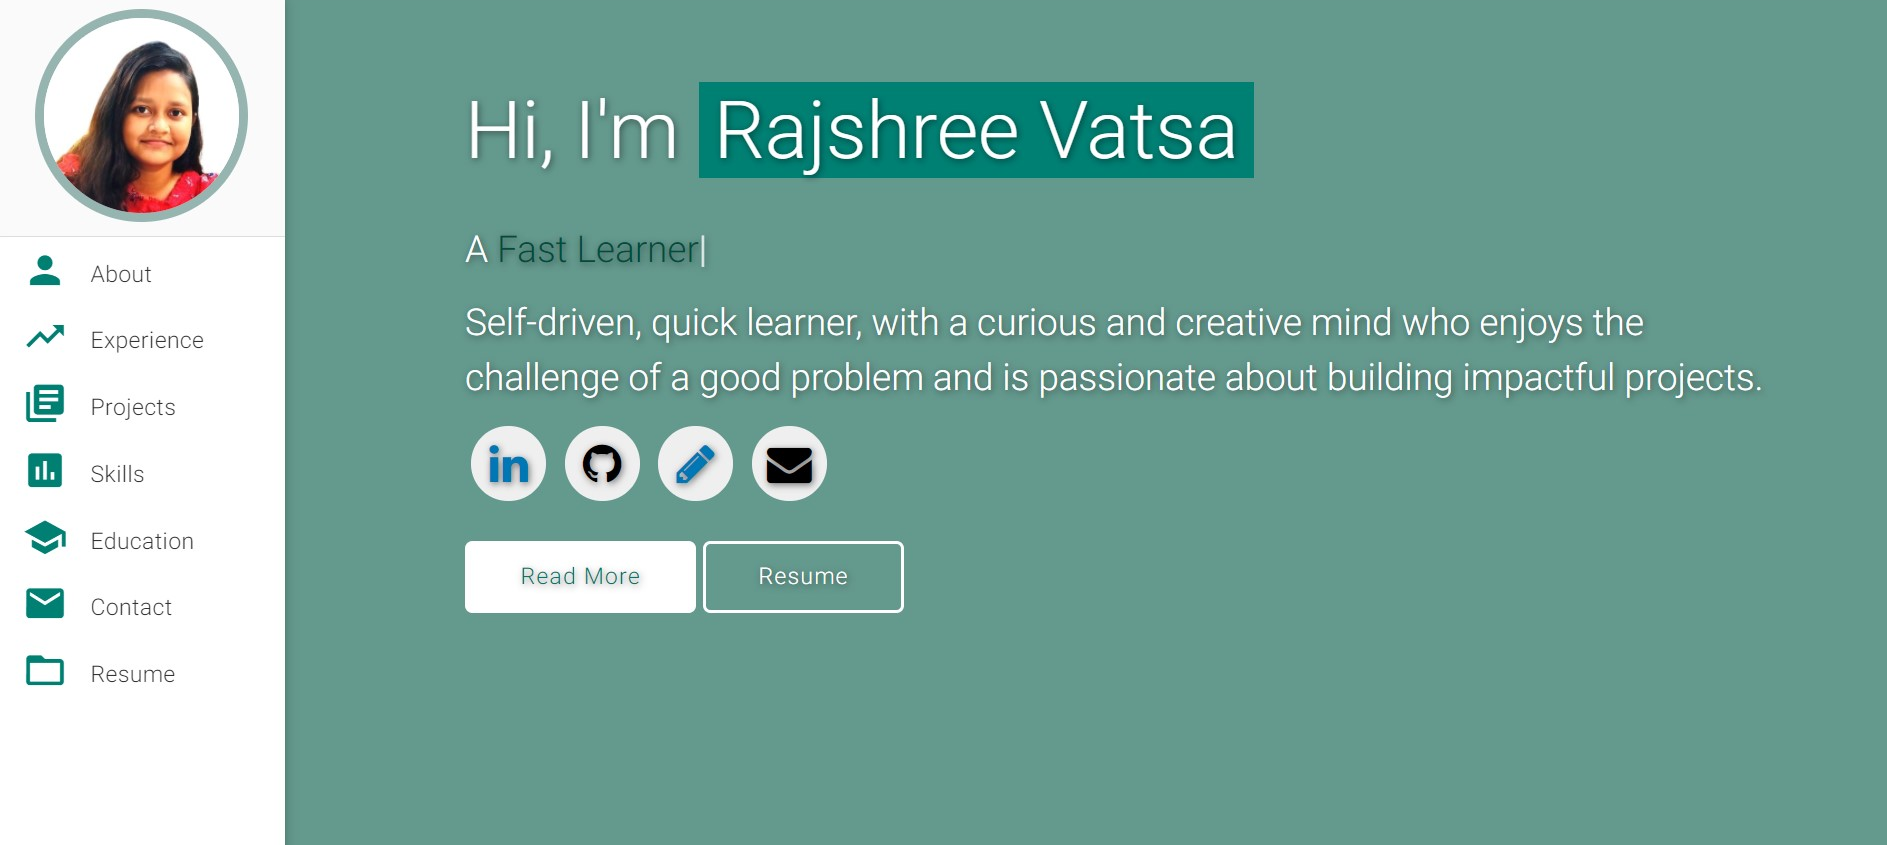 About
Experience
Projects
Skills
Education
Contact
Resume
Hi, I'm Rajshree Vatsa
A Fast Learner|
Self-driven, quick learner, with a curious and creative mind who enjoys the
challenge of a good problem and is passionate about building impactful projects.
in
Read More
Resume